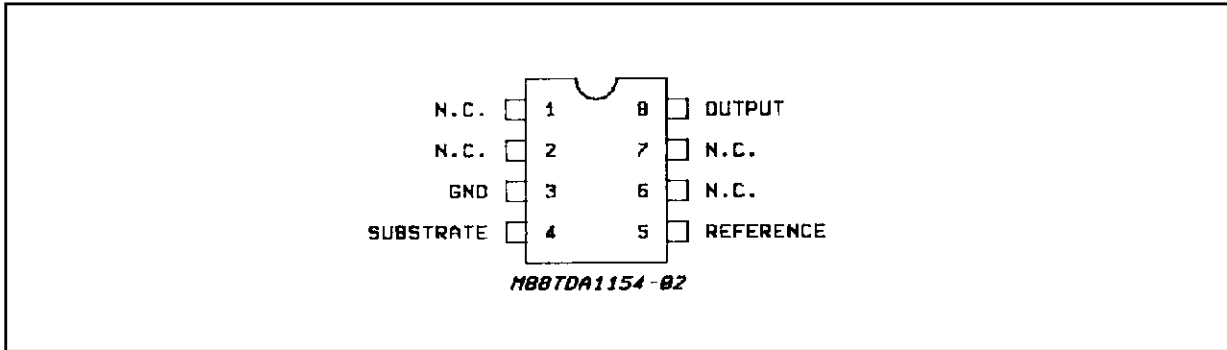 N.C. 1 8 OUTPUT
N.C. 2 7 N.C.
GND 3 6 N.C.
SUBSTRATE 4 5 REFERENCE
M88TDA1154-02